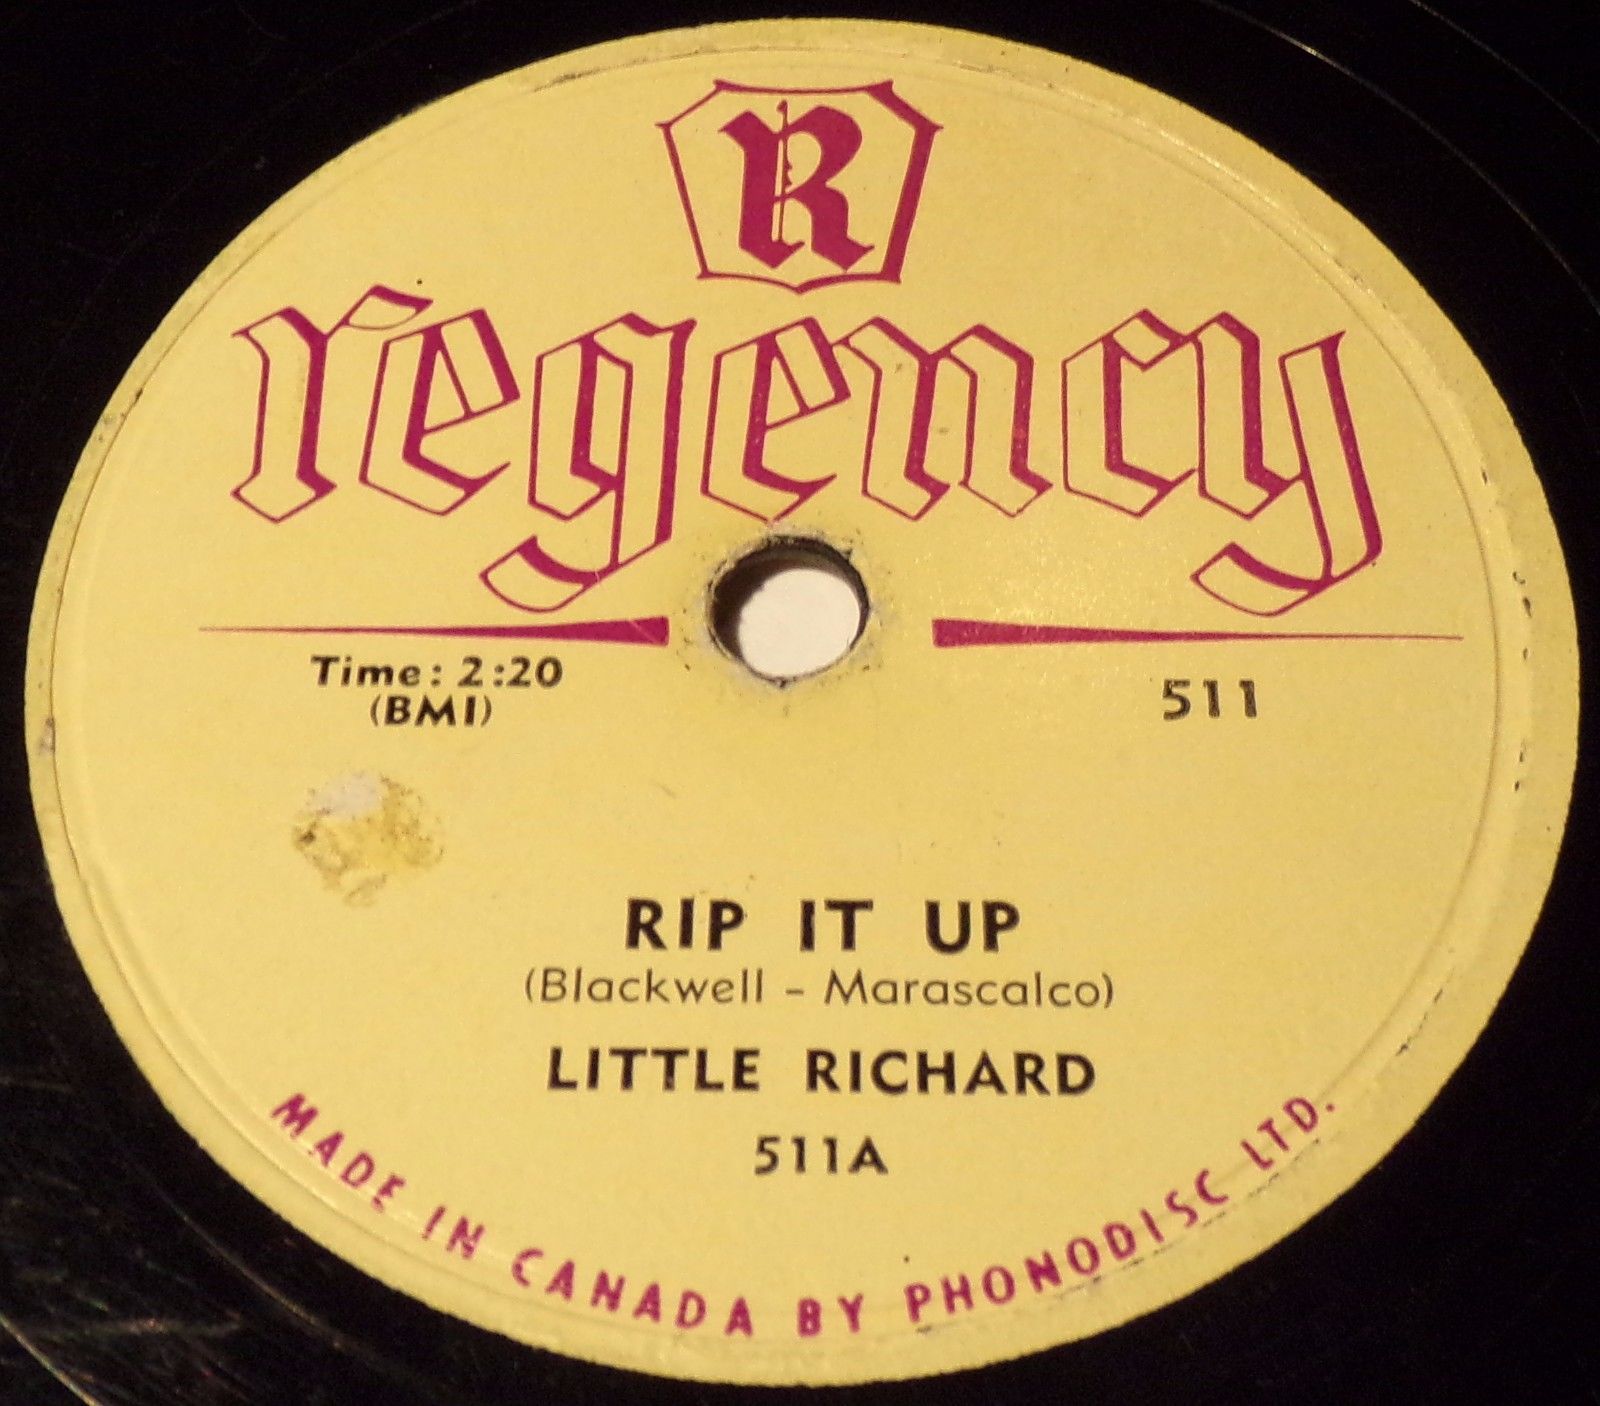 R
regency
Time: 2:20
(BMI)
511
RIP IT UP
(Blackwell - Marascalco)
LITTLE RICHARD
511A
MADE IN CANADA BY PHONODISC LTD.